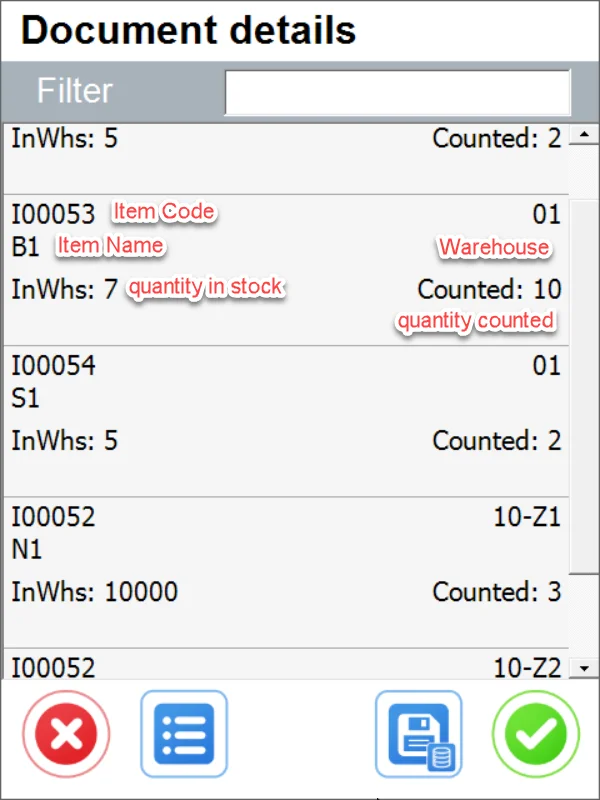 Document details
Filter
InWhs: 5 Counted: 2
I00053 Item Code 01
B1 Item Name Warehouse
InWhs: 7 quantity in stock Counted: 10
quantity counted
I00054 01
S1
InWhs: 5 Counted: 2
I00052 10-Z1
N1
InWhs: 10000 Counted: 3
I00052 10-Z2